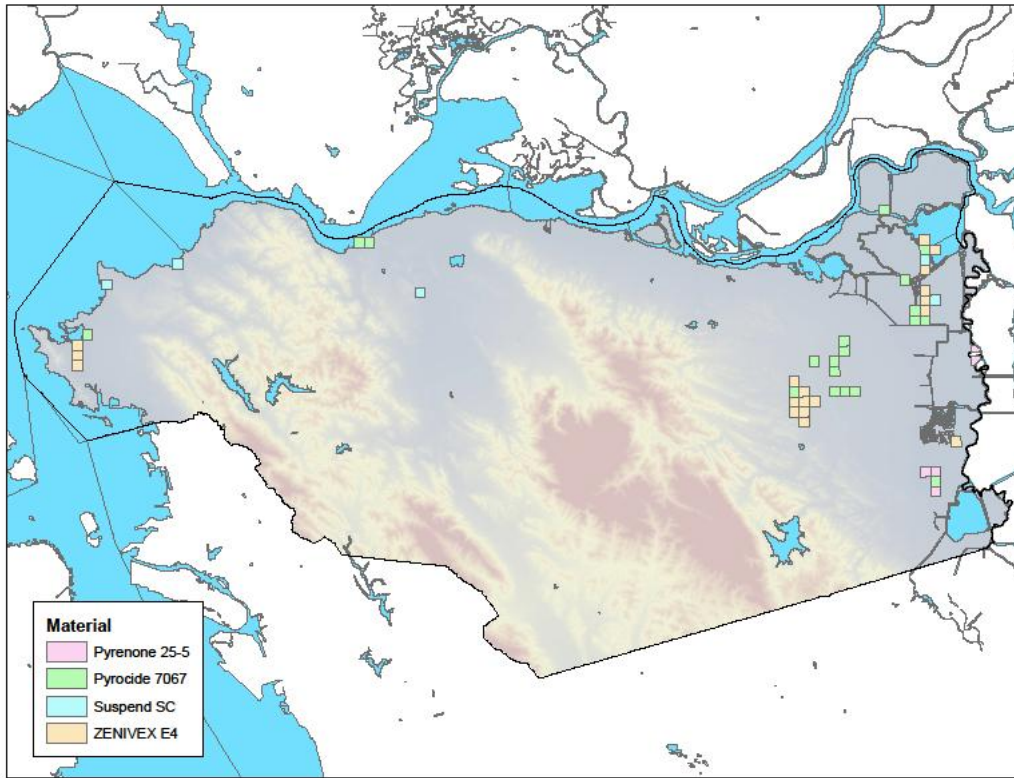 Material
Pyrenone 25-5
Pyrocide 7067
Suspend SC
ZENIVEX E4